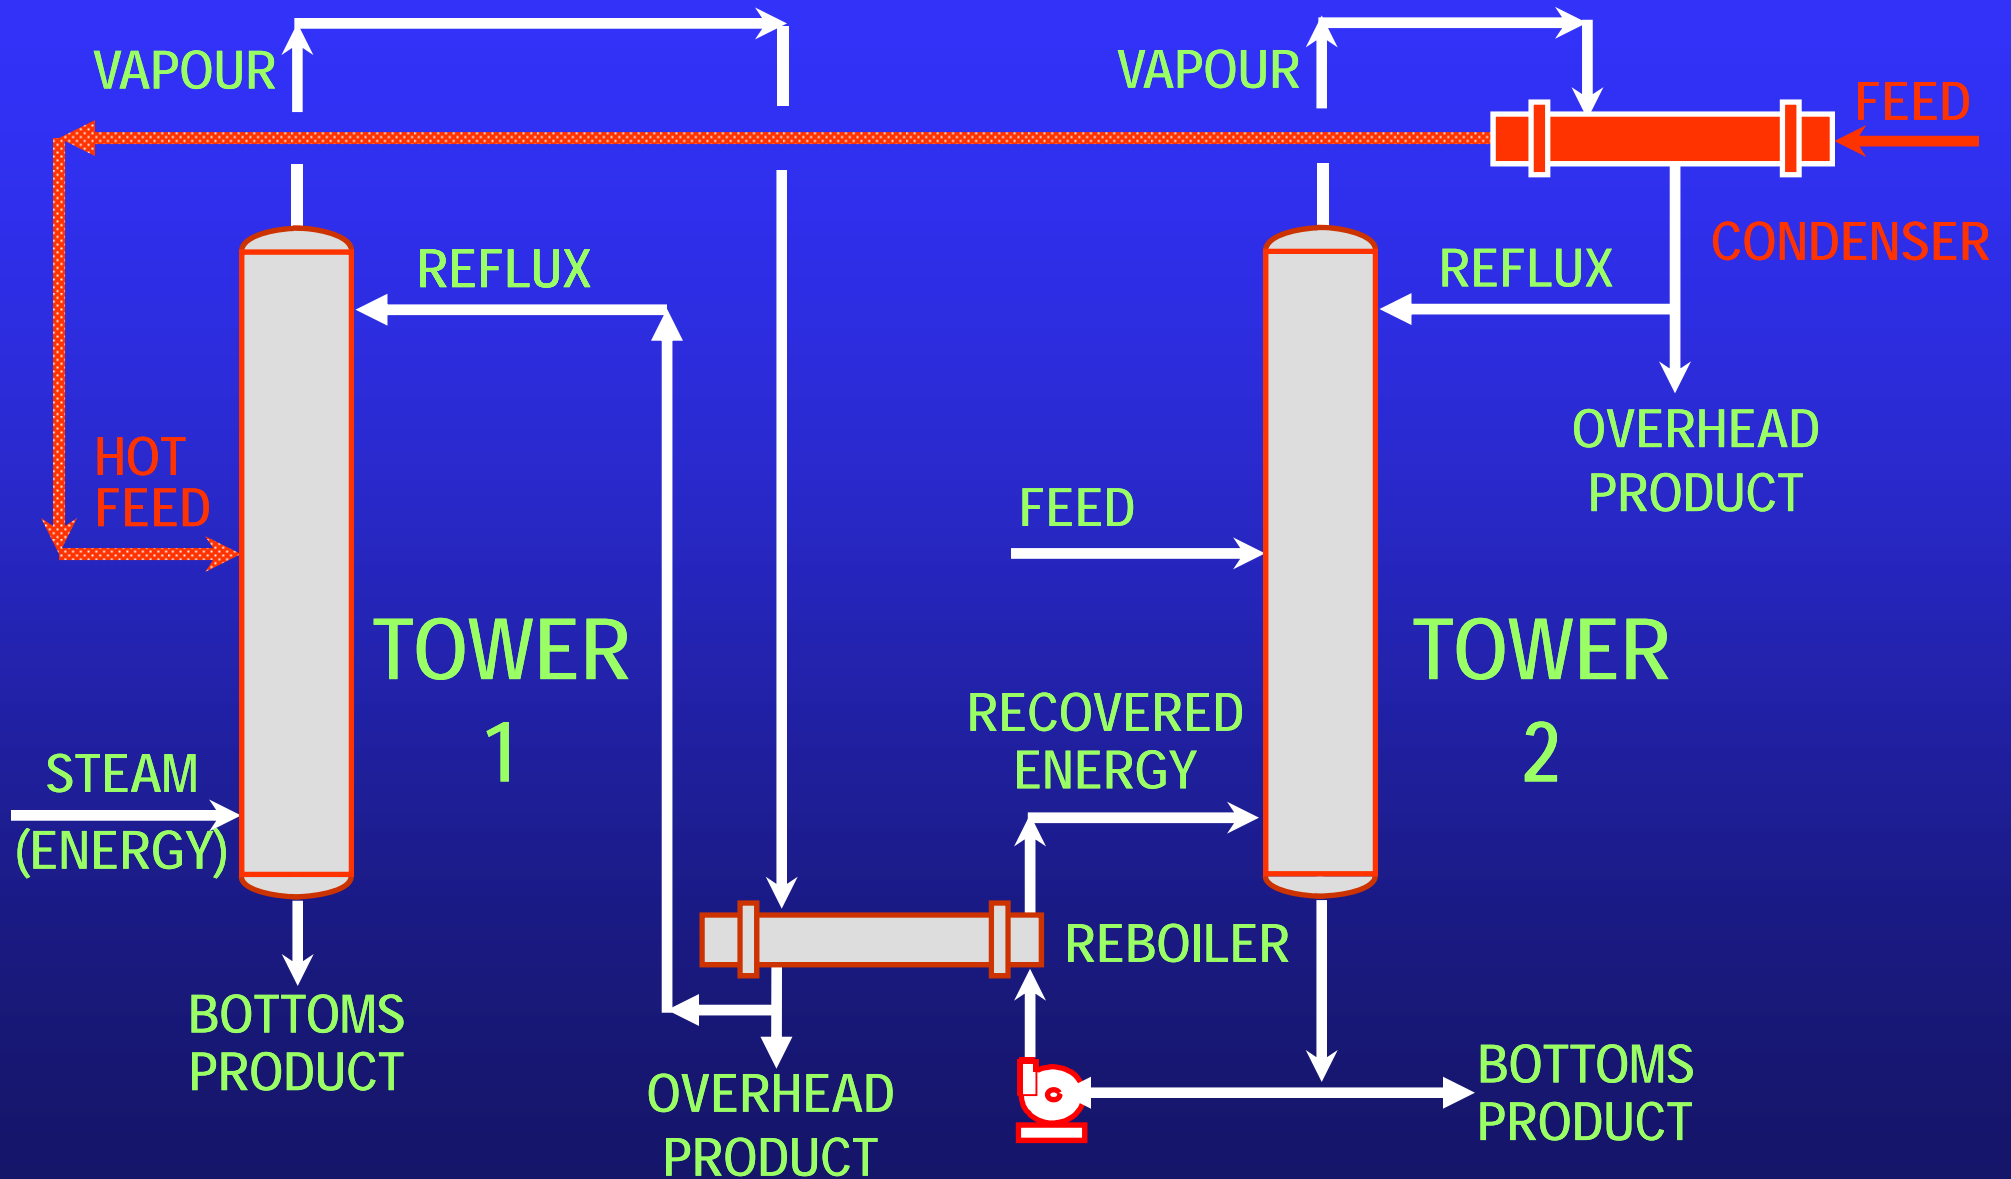 VAPOUR
VAPOUR
FEED
CONDENSER
REFLUX
REFLUX
OVERHEAD
PRODUCT
HOT
FEED
FEED
TOWER
1
TOWER
2
RECOVERED
ENERGY
STEAM
(ENERGY)
REBOILER
BOTTOMS
PRODUCT
OVERHEAD
PRODUCT
BOTTOMS
PRODUCT